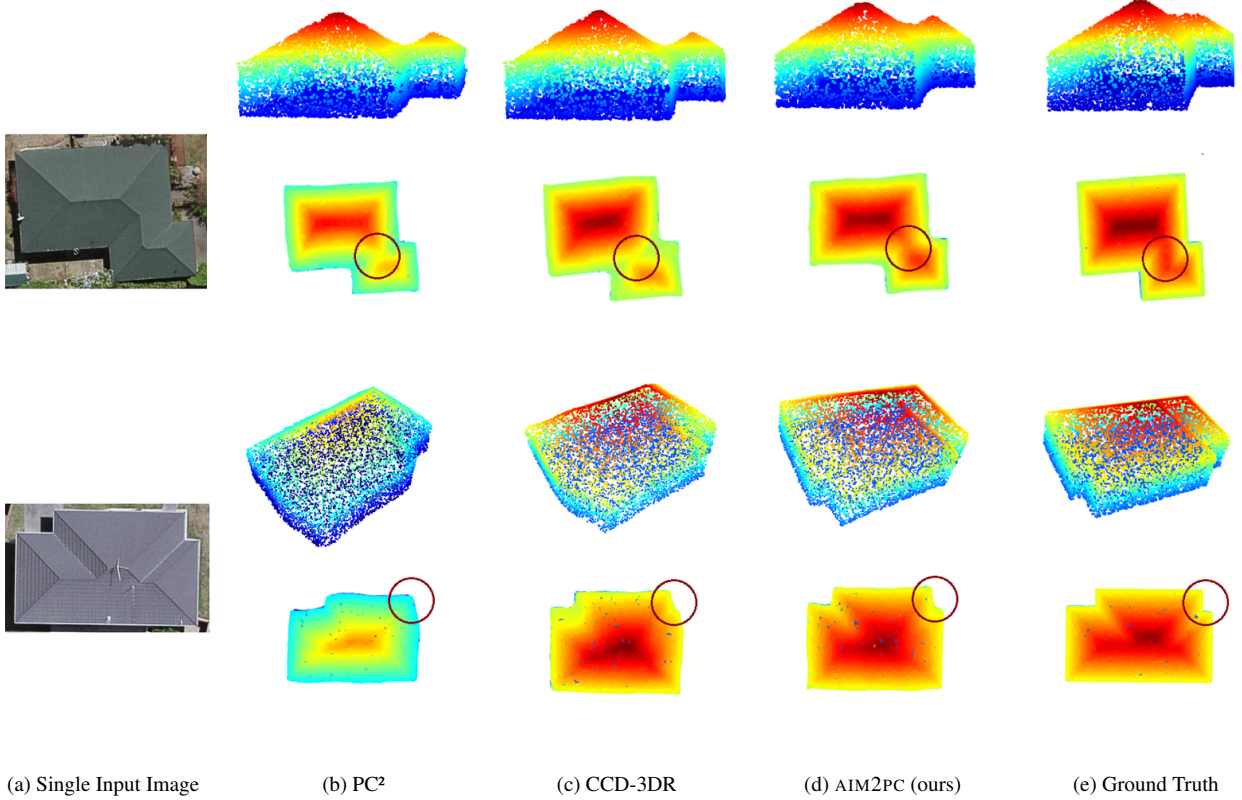 (a) Single Input Image
(b) PC²
(c) CCD-3DR
(d) AIM2PC (ours)
(e) Ground Truth